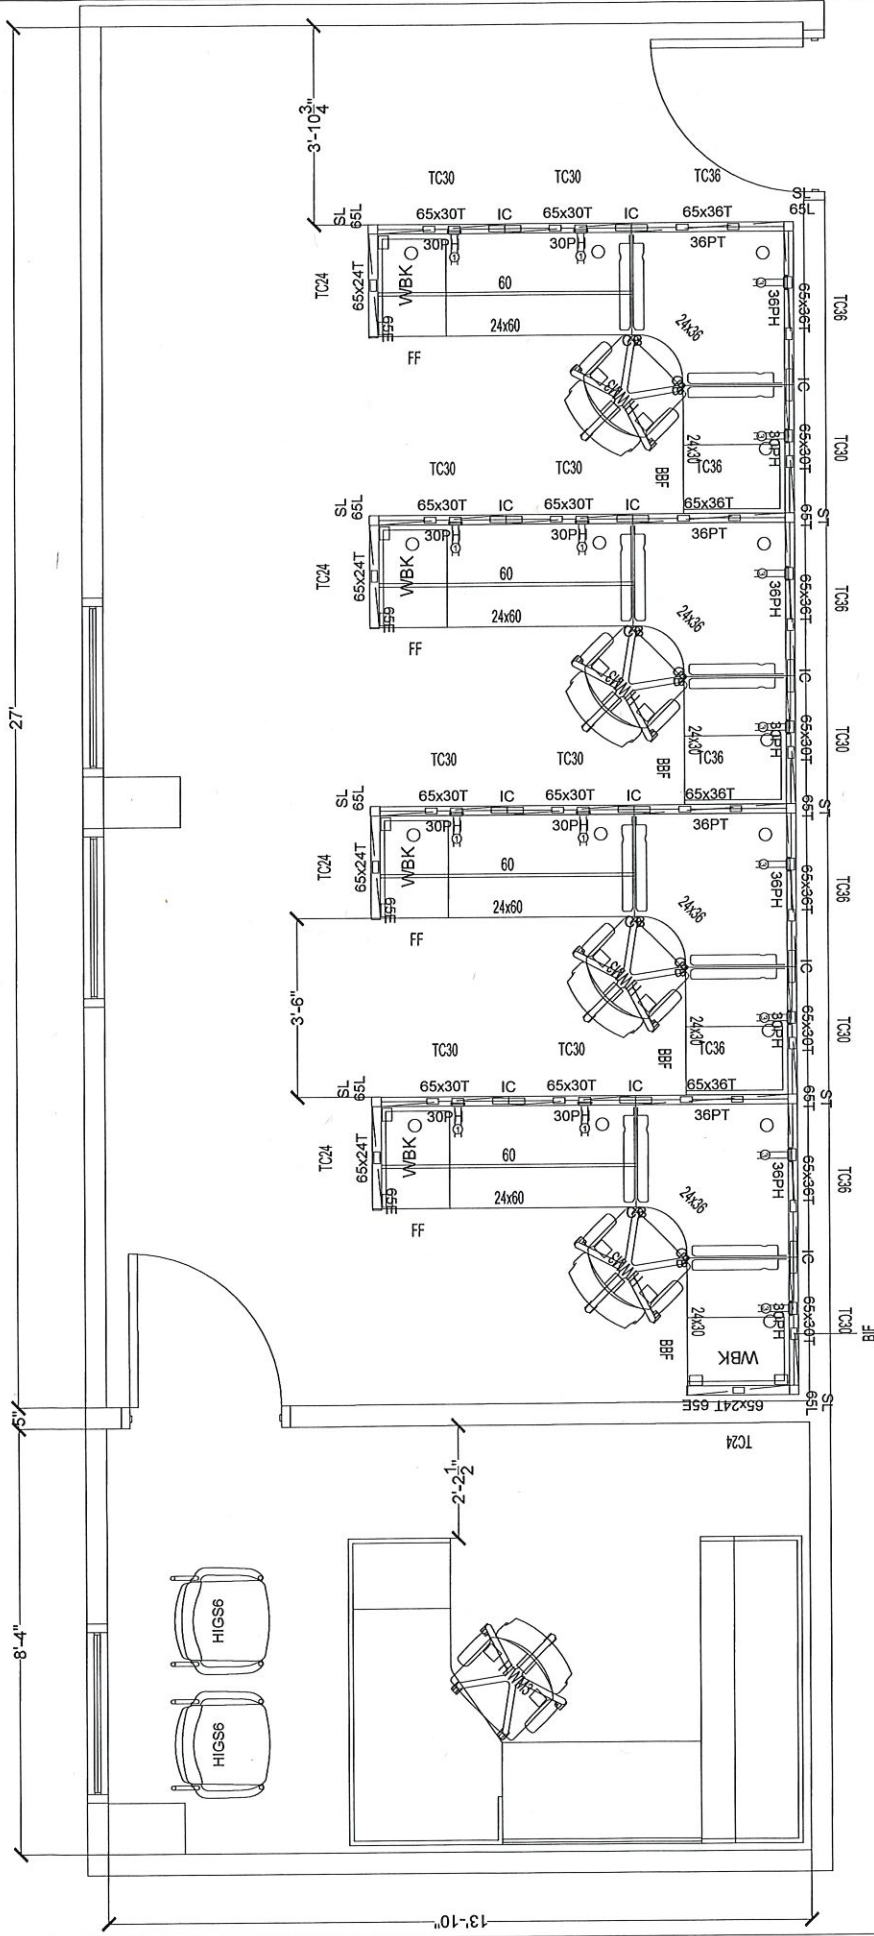 27'
3'-10 3/4"
TC30
TC30
TC36
SL
65L
65x30T
IC
65x30T
IC
65x36T
SL
65L
TC24
65x24T
65E
WBK
30PH
30PH
36PT
60
24x60
FF
24x36
36PH
65x36T
TC36
IC
HIWM3
24x30
30PH
65x30T
TC30
BBF
TC30
TC30
TC36
SL
65L
65x30T
IC
65x30T
IC
65x36T
65T
ST
TC24
65x24T
65E
WBK
30PH
30PH
36PT
60
24x60
FF
24x36
36PH
65x36T
TC36
IC
HIWM3
24x30
30PH
65x30T
TC30
BBF
TC30
TC30
TC36
SL
65L
65x30T
IC
65x30T
IC
65x36T
65T
ST
TC24
65x24T
65E
WBK
30PH
30PH
36PT
60
24x60
FF
24x36
36PH
65x36T
TC36
IC
HIWM3
24x30
30PH
65x30T
TC30
BBF
3'-6"
TC30
TC30
TC36
SL
65L
65x30T
IC
65x30T
IC
65x36T
65T
ST
TC24
65x24T
65E
WBK
30PH
30PH
36PT
60
24x60
FF
24x36
36PH
65x36T
TC36
IC
HIWM3
24x30
30PH
65x30T
TC30
BIF
BBF
WBK
65x24T 65E
65L
SL
TC24
5"
2'-2 1/2"
8'-4"
HIGS6
HIGS6
HIWM3
13'-10"